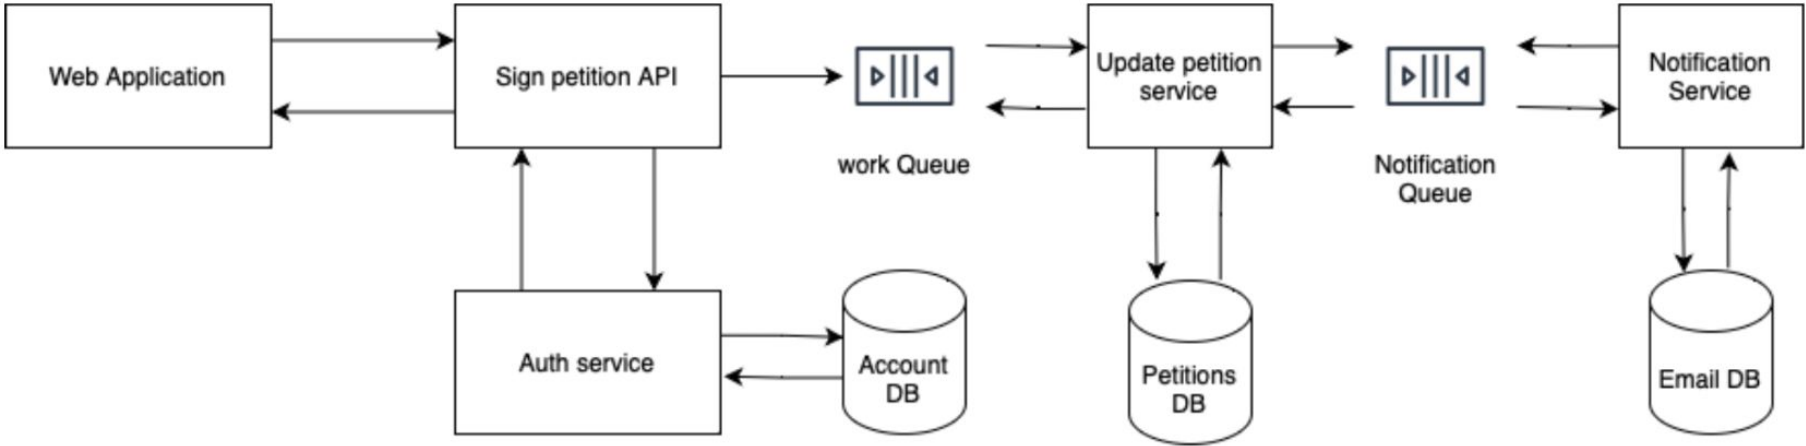 Web Application
Sign petition API
work Queue
Update petition
service
Notification
Queue
Notification
Service
Auth service
Account
DB
Petitions
DB
Email DB